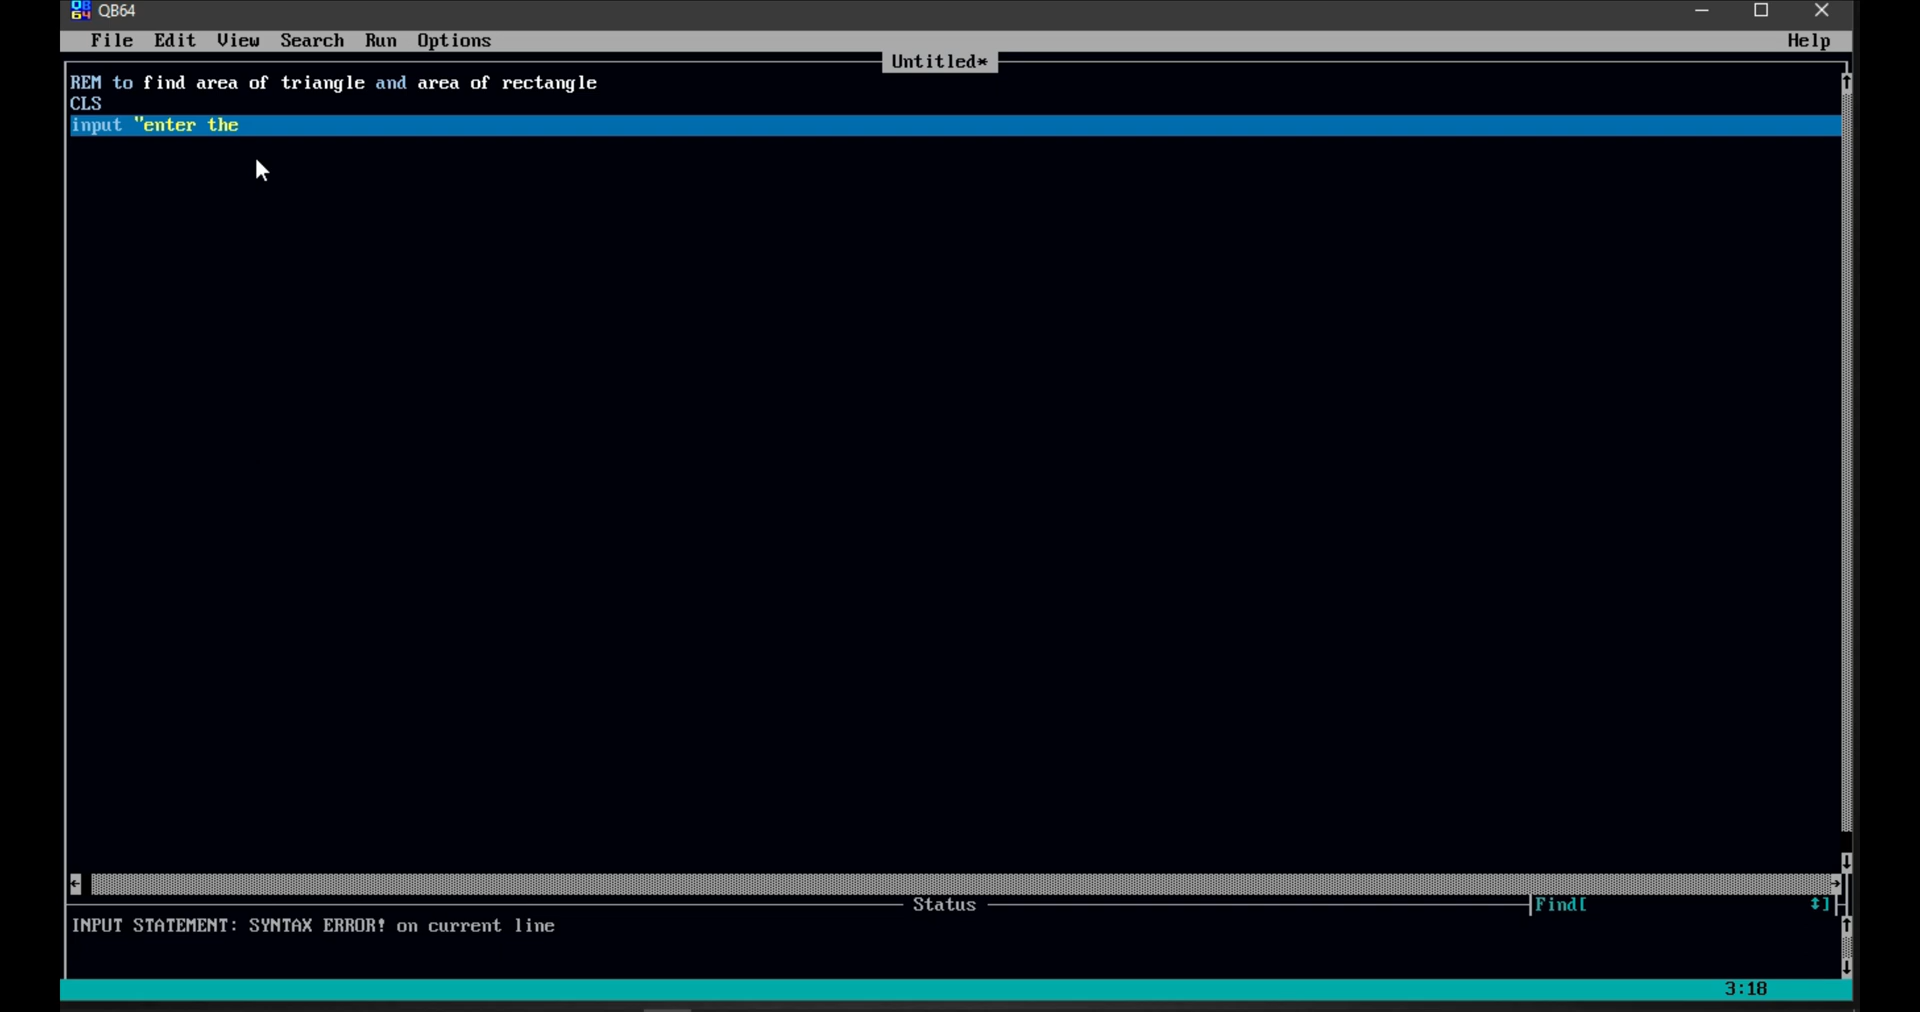 QB64
File Edit View Search Run Options Help
Untitled*
REM to find area of triangle and area of rectangle
CLS
input "enter the
Status
Find[ ]
INPUT STATEMENT: SYNTAX ERROR! on current line
3:18